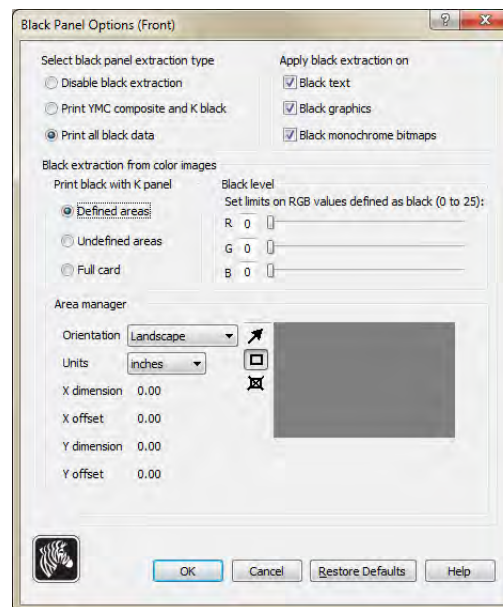 Black Panel Options (Front)
Select black panel extraction type
Disable black extraction
Print YMC composite and K black
Print all black data
Apply black extraction on
Black text
Black graphics
Black monochrome bitmaps
Black extraction from color images
Print black with K panel
Defined areas
Undefined areas
Full card
Black level
Set limits on RGB values defined as black (0 to 25):
R 0
G 0
B 0
Area manager
Orientation Landscape
Units inches
X dimension 0.00
X offset 0.00
Y dimension 0.00
Y offset 0.00
OK Cancel Restore Defaults Help